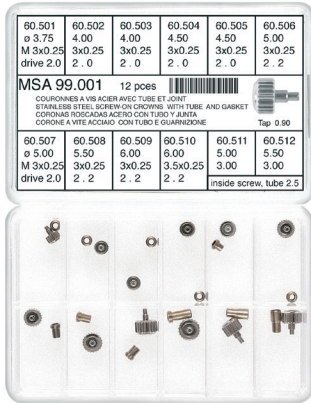 60.501 60.502 60.503 60.504 60.505 60.506
ø 3.75 4.00 4.00 4.50 4.50 5.00
M 3x0.25 3x0.25 3x0.25 3x0.25 3x0.25 3x0.25
drive 2.0 2 . 0 2 . 0 2 . 0 2 . 0 2 . 0
MSA 99.001 12 pces
COURONNES A VIS ACIER AVEC TUBE ET JOINT
STAINLESS STEEL SCREW-ON CROWNS WITH TUBE AND GASKET
CORONAS ROSCADAS ACERO CON TUBO Y JUNTA
CORONE A VITE ACCIAIO CON TUBO E GUARNIZIONE
Tap 0.90
60.507 60.508 60.509 60.510 60.511 60.512
ø 5.00 5.50 6.00 6.00 5.00 5.50
M 3x0.25 3x0.25 3x0.25 3.5x0.25 3.00 3.00
drive 2.0 2 . 2 2 . 2 2 . 2 inside screw, tube 2.5